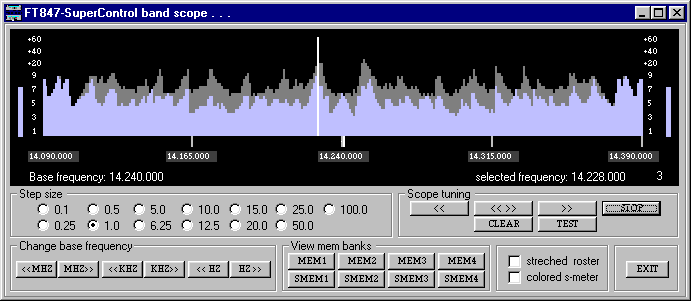 FT847-SuperControl band scope . . .
+60 +60
+40 +40
+20 +20
9 9
7 7
5 5
3 3
1 1
14.090.000 14.165.000 14.240.000 14.315.000 14.390.000
Base frequency: 14.240.000 selected frequency: 14.228.000 3
Step size
0.1 0.5 5.0 10.0 15.0 25.0 100.0
0.25 1.0 6.25 12.5 20.0 50.0
Scope tuning
<< <<>> >> STOP
CLEAR TEST
Change base frequency
<<MHZ MHZ>> <<KHZ KHZ>> <<HZ HZ>>
View mem banks
MEM1 MEM2 MEM3 MEM4
SMEM1 SMEM2 SMEM3 SMEM4
streched roster
colored s-meter
EXIT